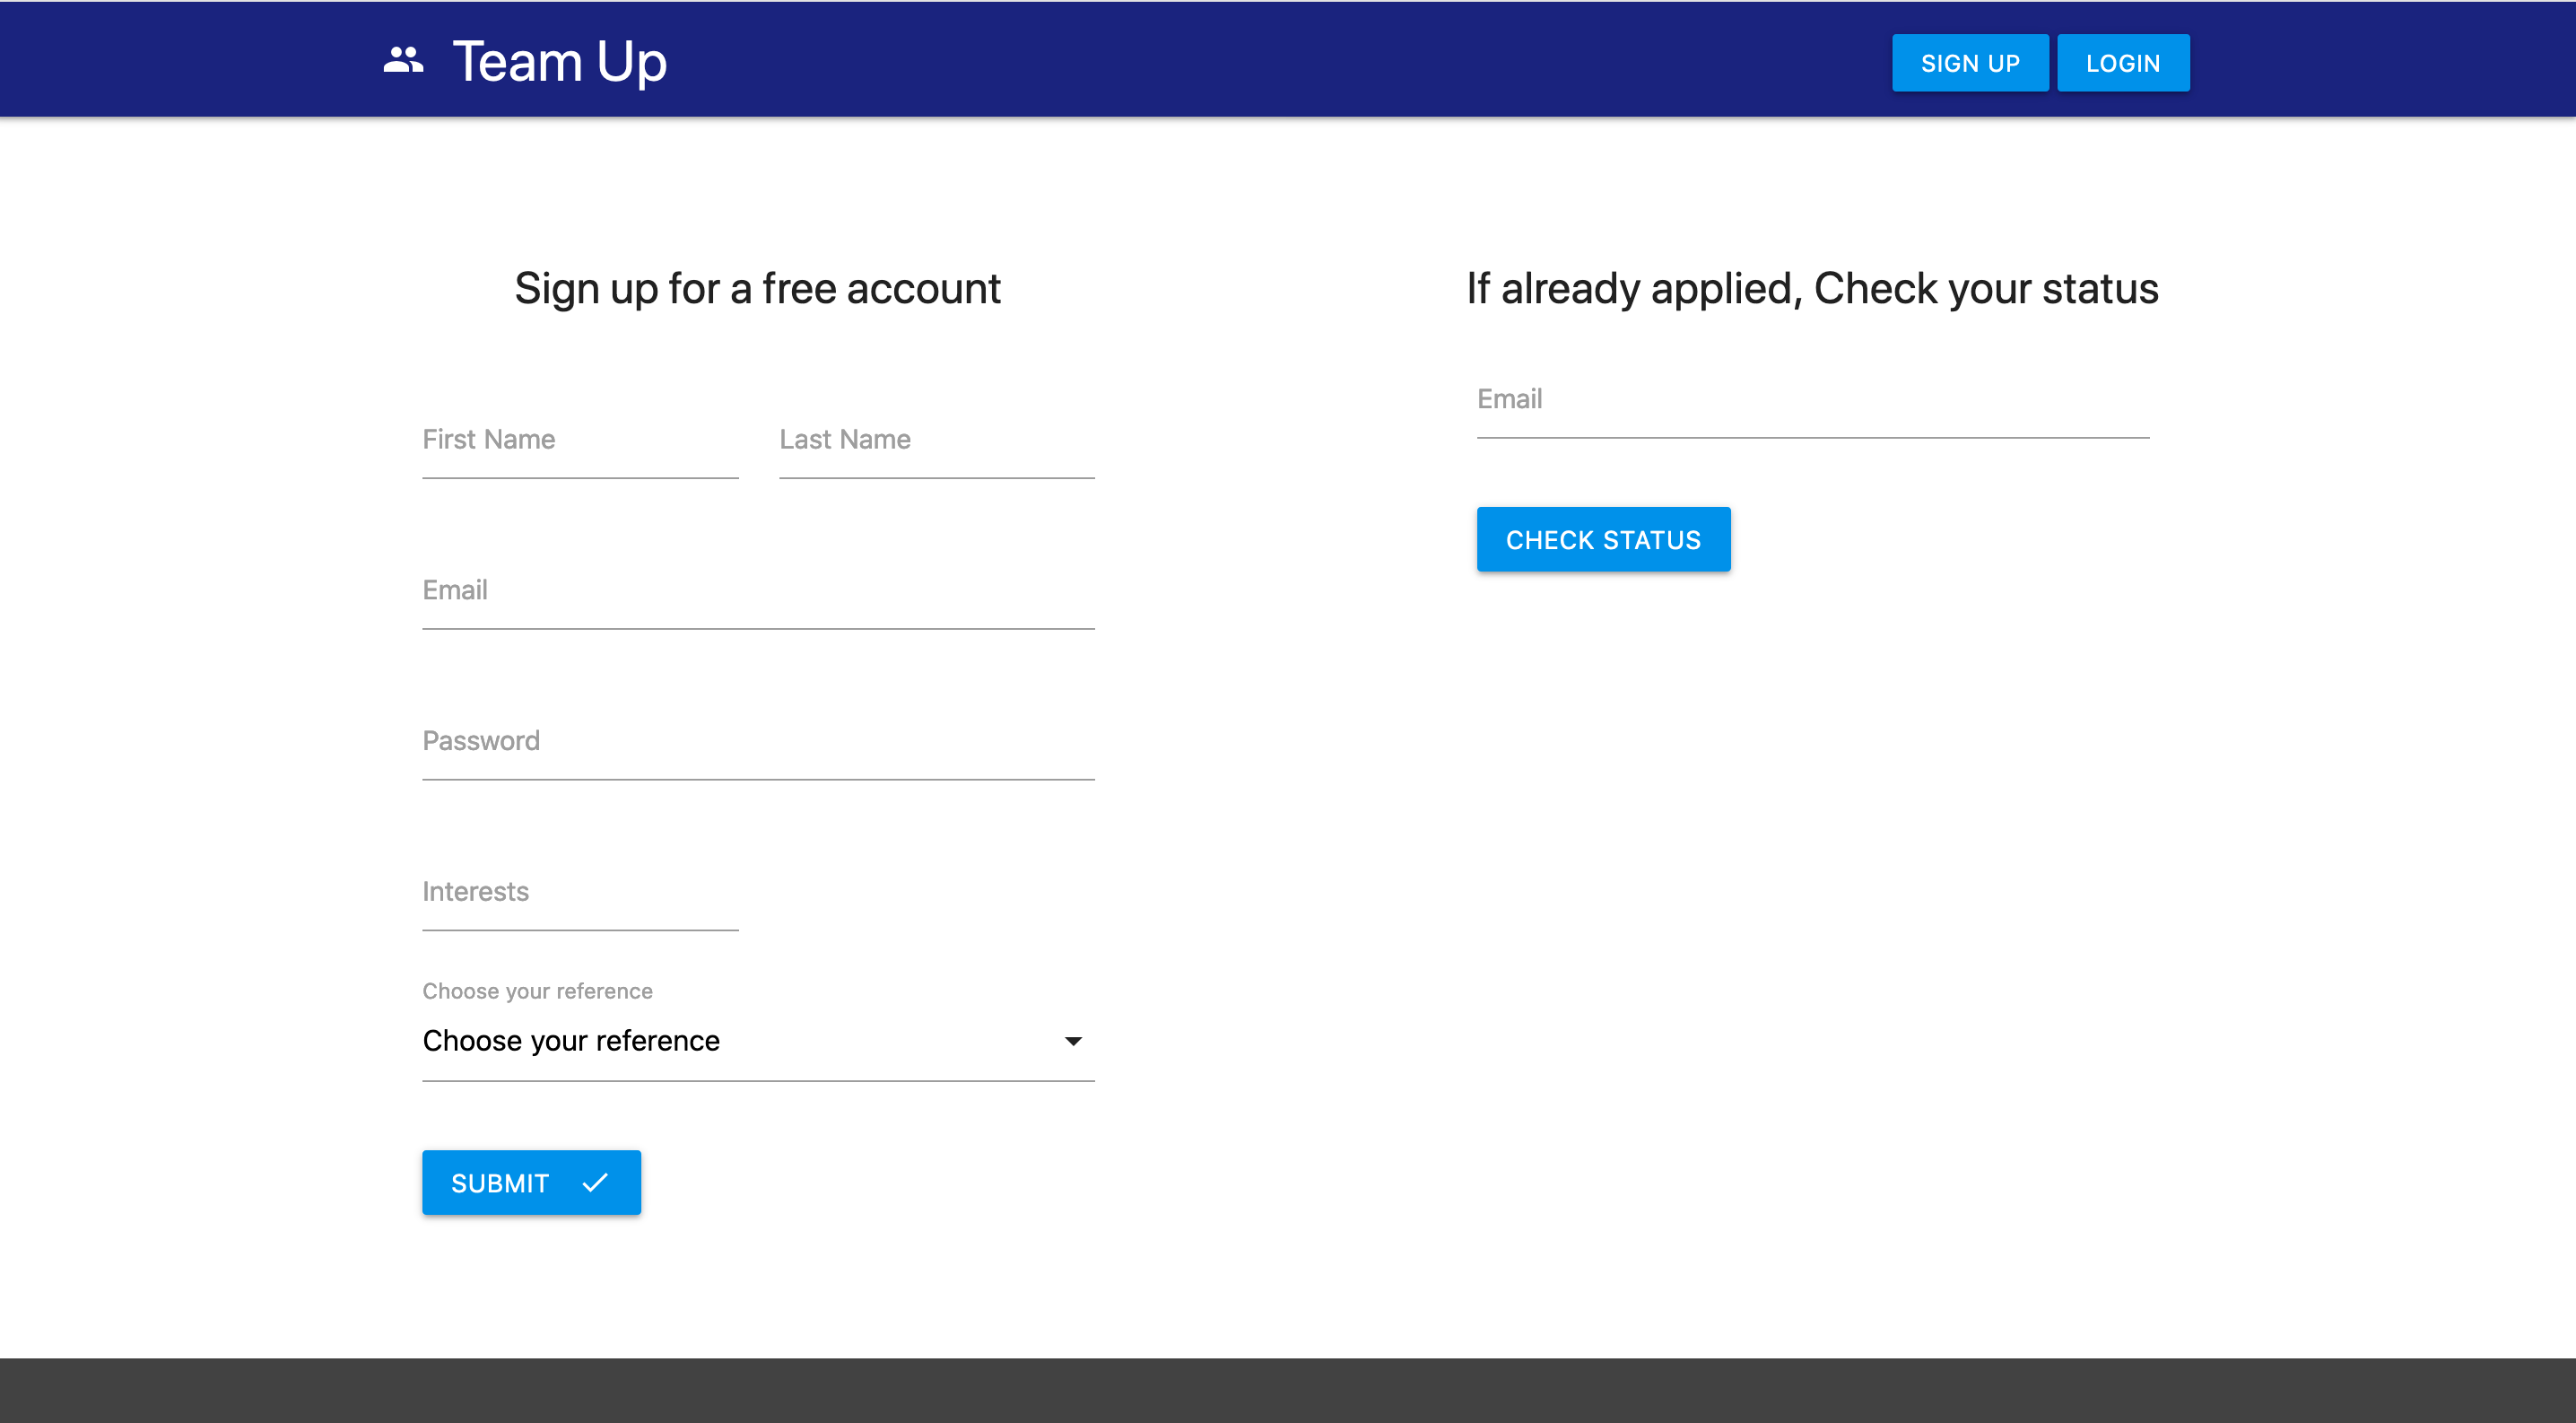 Team Up
SIGN UP
LOGIN
Sign up for a free account
First Name
Last Name
Email
Password
Interests
Choose your reference
Choose your reference
SUBMIT
If already applied, Check your status
Email
CHECK STATUS